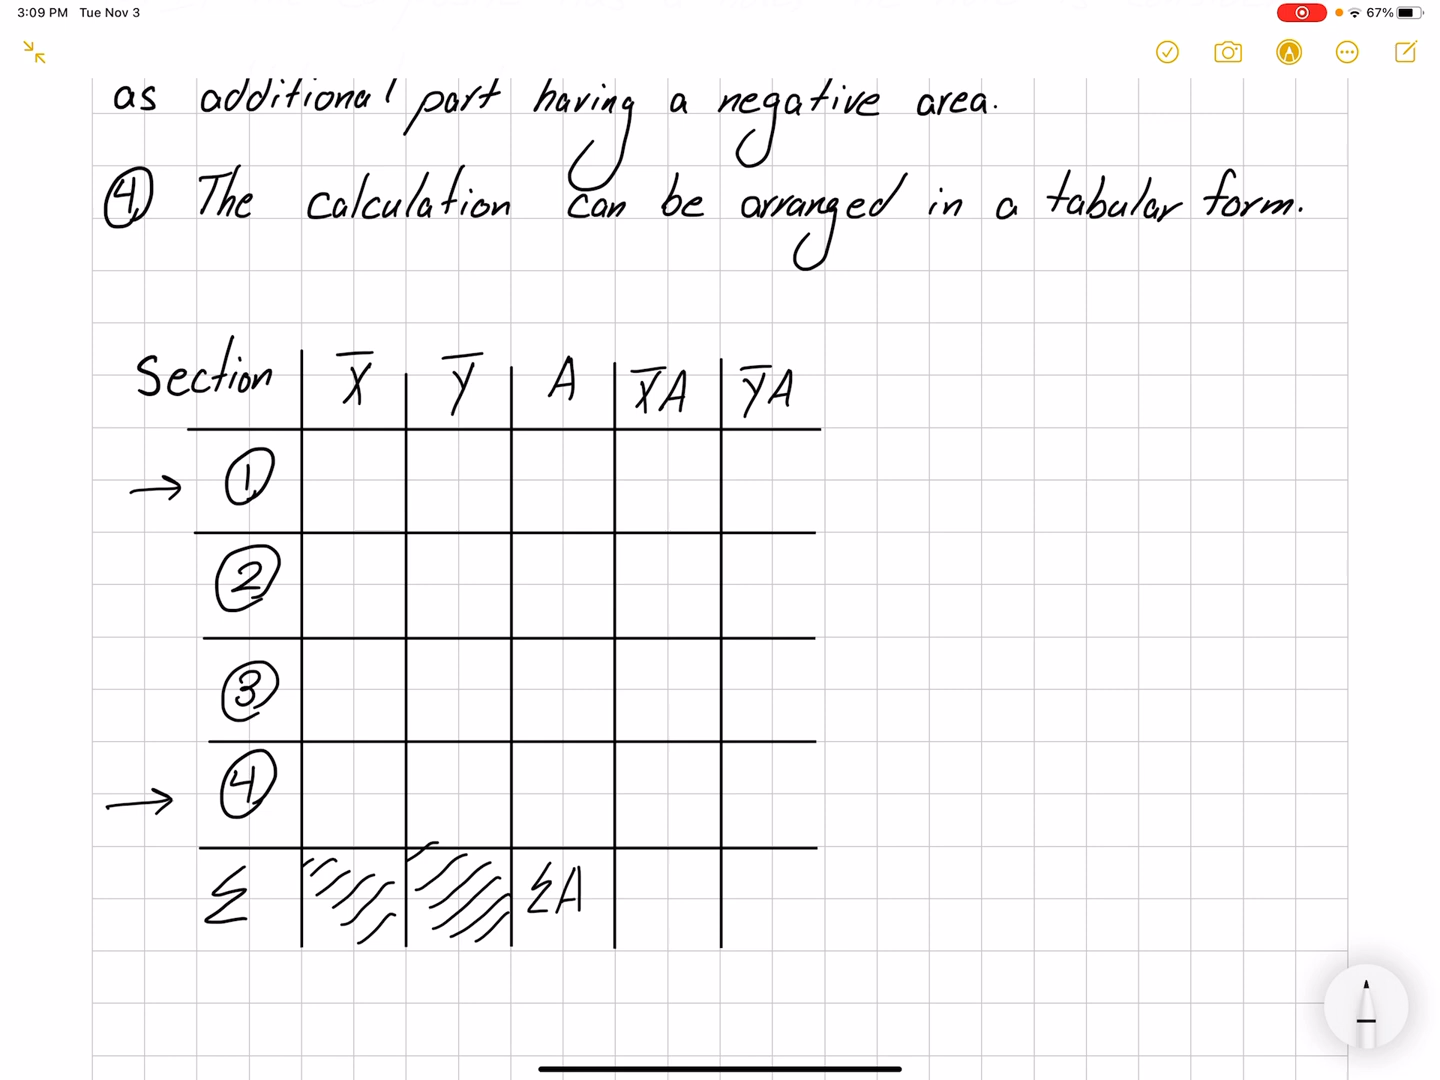 3:09 PM Tue Nov 3 67%
as additional part having a negative area.
④ The calculation can be arranged in a tabular form.
Section X̅ Y̅ A X̅A Y̅A
→ ①
②
③
→ ④
Σ ΣA